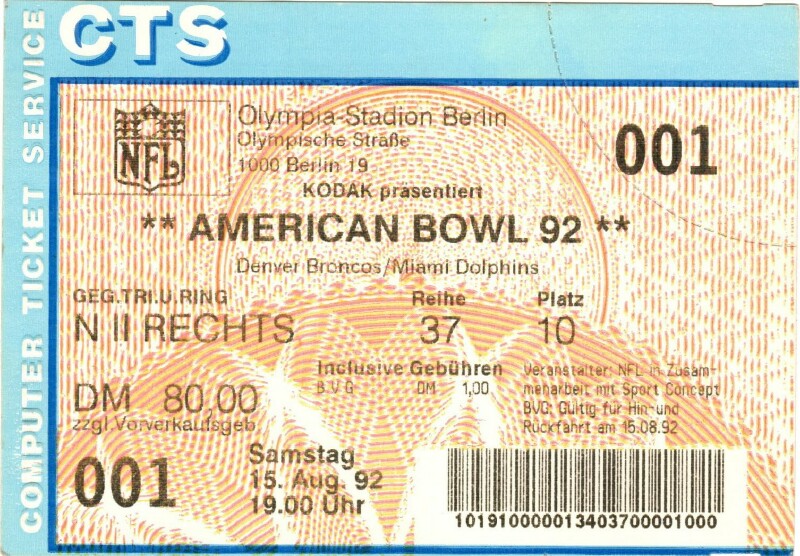 CTS
COMPUTER TICKET SERVICE
NFL
Olympia-Stadion Berlin
Olympische Straße
1000 Berlin 19
001
KODAK präsentiert
** AMERICAN BOWL 92 **
Denver Broncos/Miami Dolphins
GEG.TRI.U.RING
Reihe
Platz
N II RECHTS
37
10
Inclusive Gebühren
B.V.G DM 1,00
Veranstalter: NFL in Zusam-
menarbeit mit Sport Concept
BVG: Gültig für Hin-und
Rückfahrt am 15.08.92
DM 80,00
zzgl.Vorverkaufsgeb
001
Samstag
15. Aug. 92
19.00 Uhr
101910000013403700001000